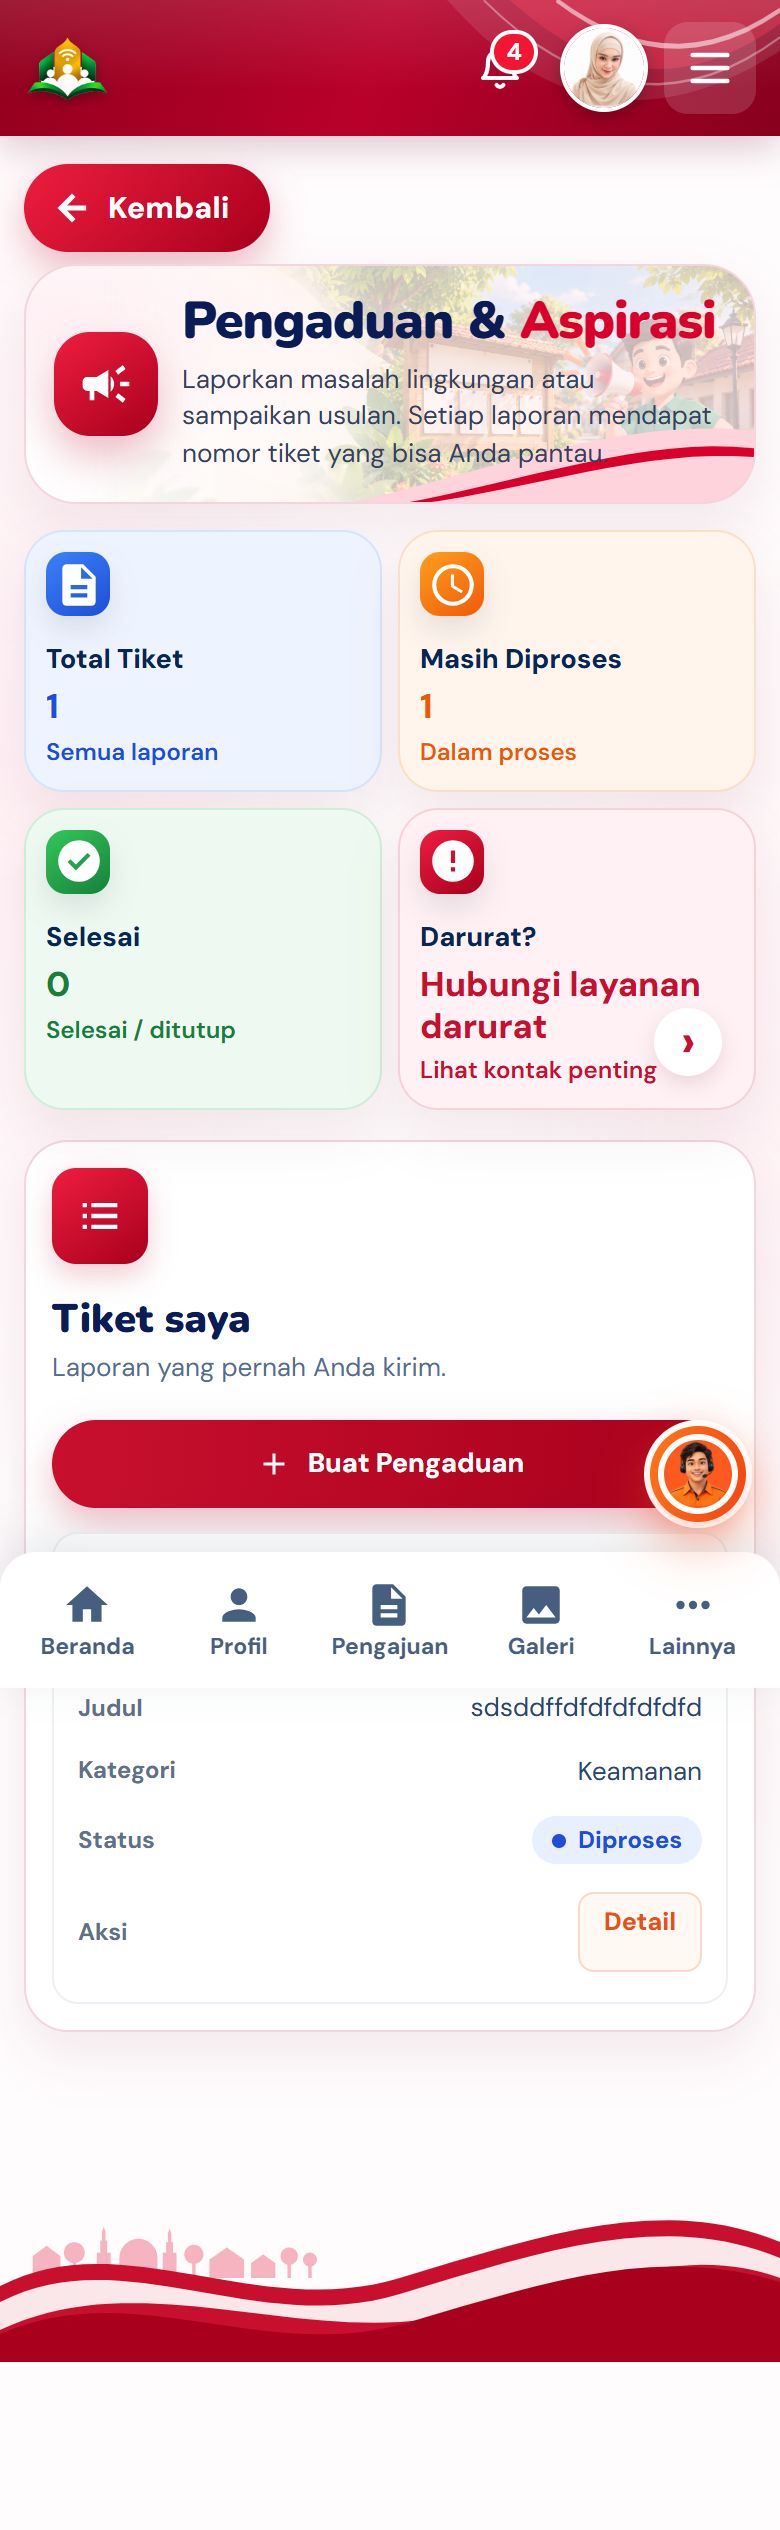 4
Kembali
Pengaduan & Aspirasi
Laporkan masalah lingkungan atau
sampaikan usulan. Setiap laporan mendapat
nomor tiket yang bisa Anda pantau.
Total Tiket
1
Semua laporan
Masih Diproses
1
Dalam proses
Selesai
0
Selesai / ditutup
Darurat?
Hubungi layanan
darurat
Lihat kontak penting
Tiket saya
Laporan yang pernah Anda kirim.
Buat Pengaduan
Beranda
Profil
Pengajuan
Galeri
Lainnya
Judul sdsddffdfdfdfdfdfd
Kategori Keamanan
Status Diproses
Aksi Detail